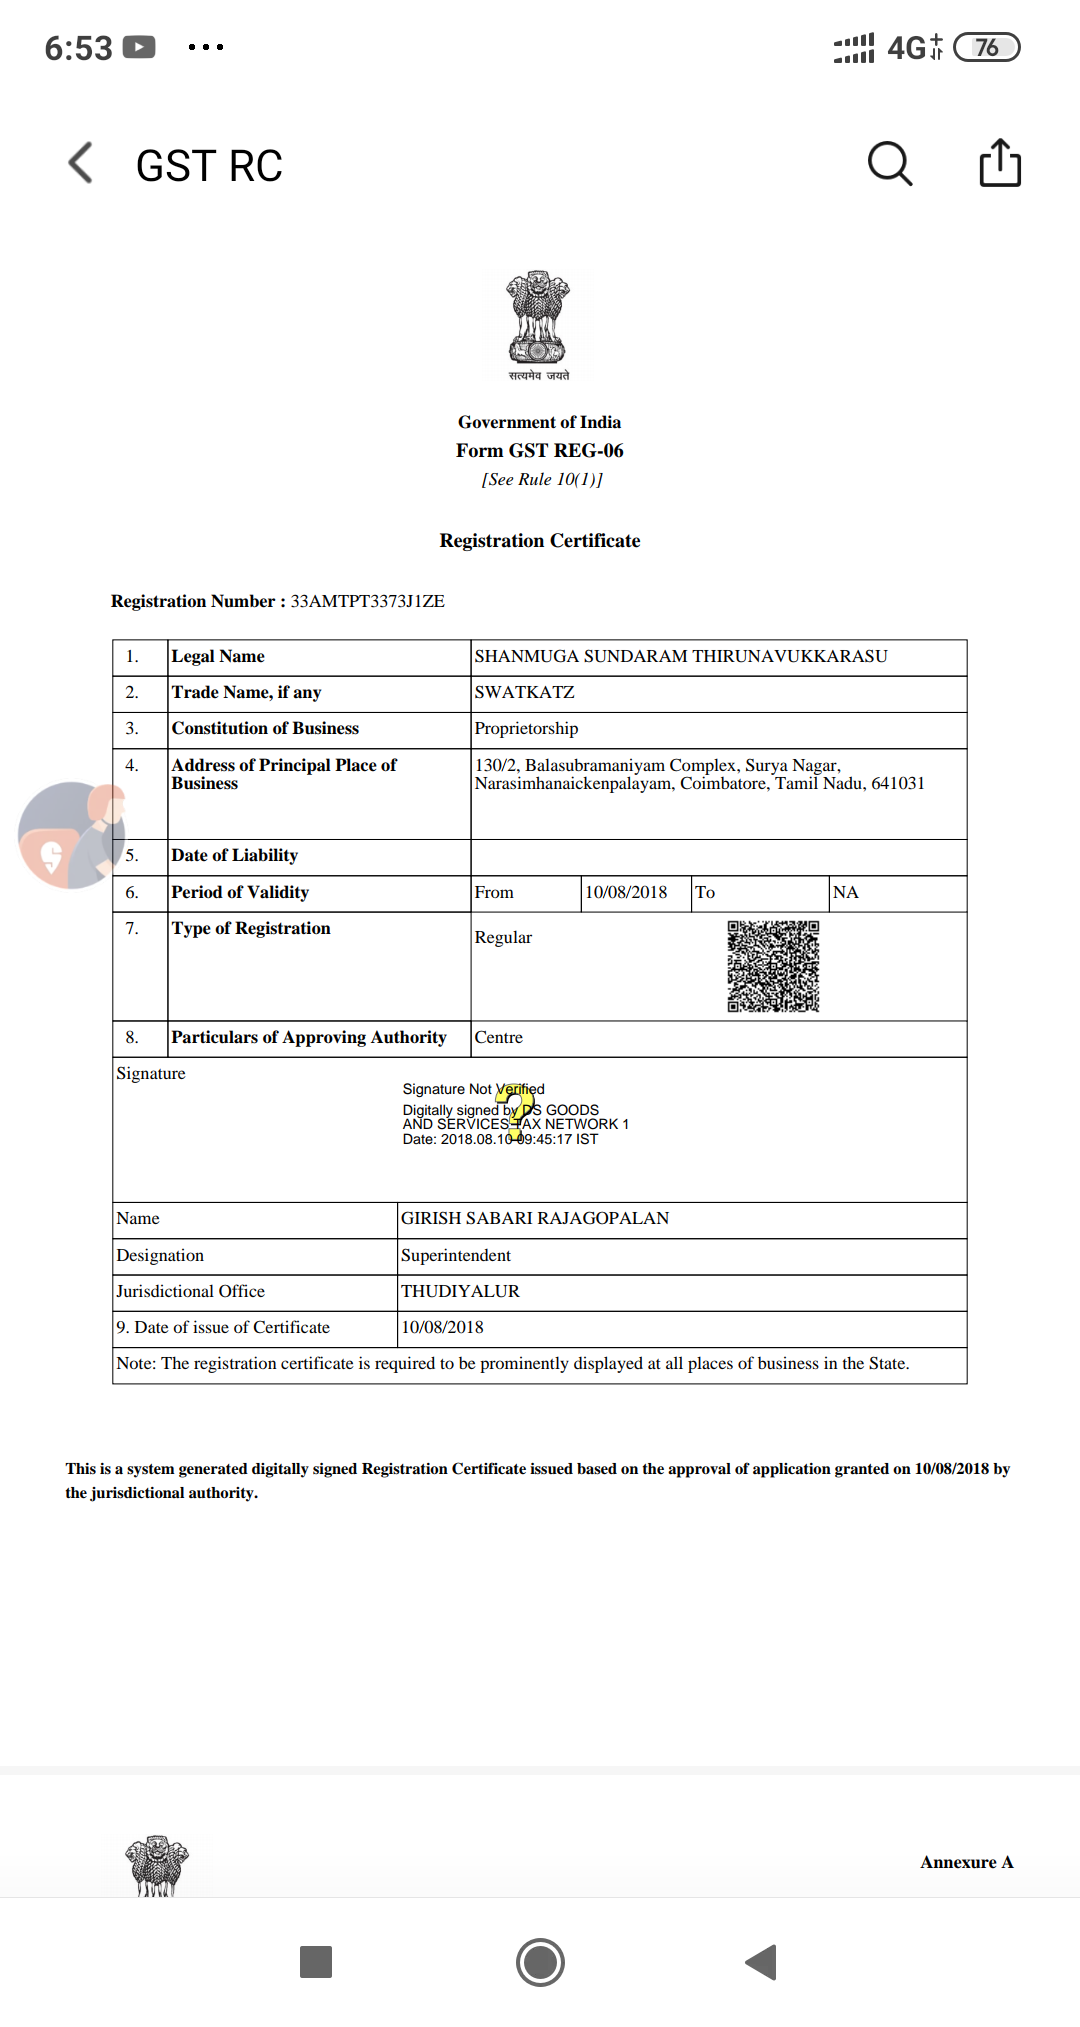 6:53
4G+ 76
GST RC
सत्यमेव जयते
Government of India
Form GST REG-06
[See Rule 10(1)]
Registration Certificate
Registration Number : 33AMTPT3373J1ZE
1. Legal Name SHANMUGA SUNDARAM THIRUNAVUKKARASU
2. Trade Name, if any SWATKATZ
3. Constitution of Business Proprietorship
4. Address of Principal Place of Business 130/2, Balasubramaniyam Complex, Surya Nagar,
Narasimhanaickenpalayam, Coimbatore, Tamil Nadu, 641031
5. Date of Liability
6. Period of Validity From 10/08/2018 To NA
7. Type of Registration Regular
8. Particulars of Approving Authority Centre
Signature
Signature Not Verified
Digitally signed by DS GOODS
AND SERVICES TAX NETWORK 1
Date: 2018.08.10 09:45:17 IST
Name GIRISH SABARI RAJAGOPALAN
Designation Superintendent
Jurisdictional Office THUDIYALUR
9. Date of issue of Certificate 10/08/2018
Note: The registration certificate is required to be prominently displayed at all places of business in the State.
This is a system generated digitally signed Registration Certificate issued based on the approval of application granted on 10/08/2018 by
the jurisdictional authority.
Annexure A